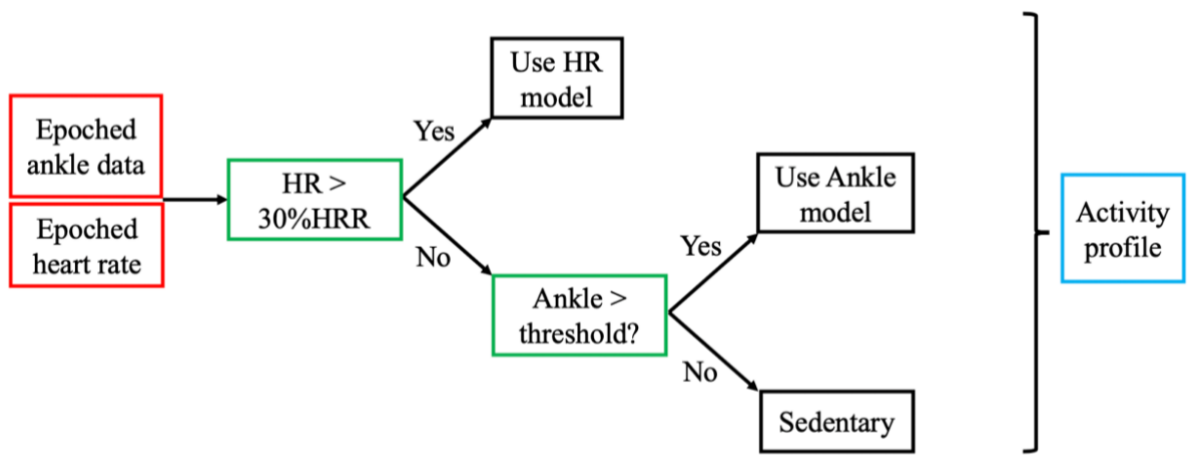 Epoched
ankle data
Epoched
heart rate
HR >
30%HRR
Yes
No
Use HR
model
Ankle >
threshold?
Yes
No
Use Ankle
model
Sedentary
Activity
profile